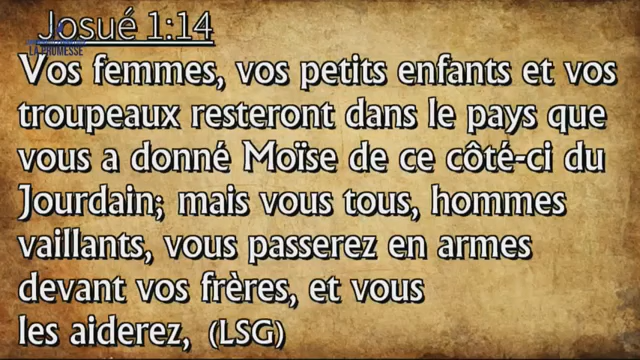 Josué 1:14
LA PROMESSE
Vos femmes, vos petits enfants et vos
troupeaux resteront dans le pays que
vous a donné Moïse de ce côté-ci du
Jourdain; mais vous tous, hommes
vaillants, vous passerez en armes
devant vos frères, et vous
les aiderez, (LSG)